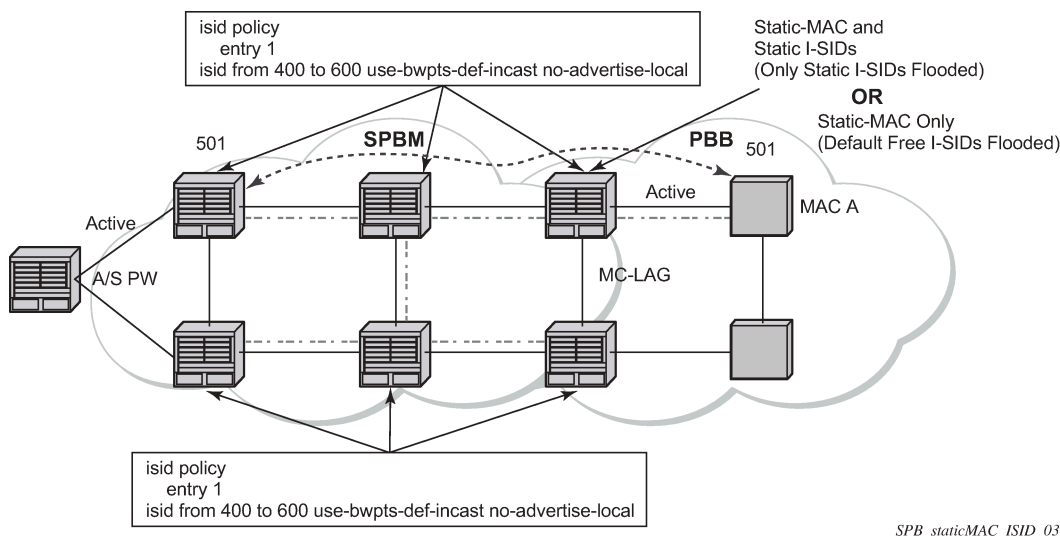 isid policy
entry 1
isid from 400 to 600 use-bwpts-def-incast no-advertise-local
Static-MAC and
Static I-SIDs
(Only Static I-SIDs Flooded)
OR
Static-MAC Only
(Default Free I-SIDs Flooded)
501
SPBM
PBB
501
Active
Active
MAC A
A/S PW
MC-LAG
isid policy
entry 1
isid from 400 to 600 use-bwpts-def-incast no-advertise-local
SPB staticMAC ISID 03